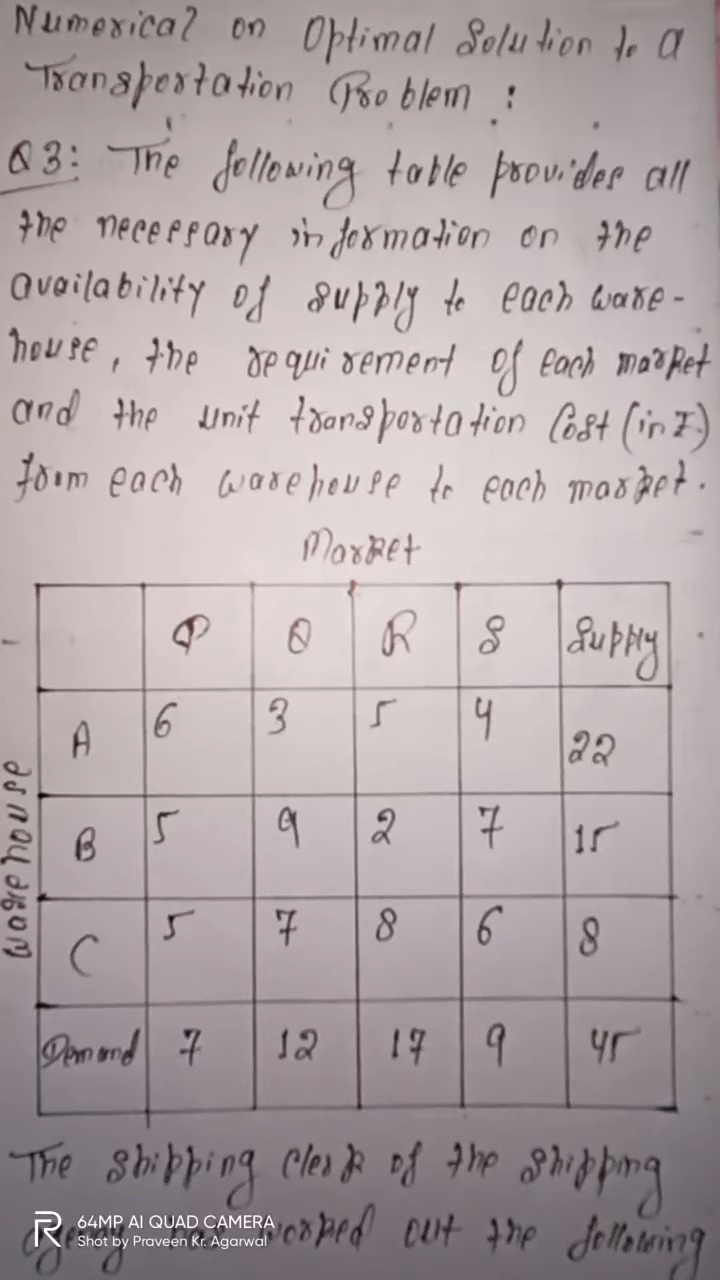 Numerical on Optimal Solution to a
Transportation Problem :
Q3: The following table provides all
the necessary information on the
availability of supply to each ware-
house, the requirement of each market
and the unit transportation Cost (in ₹)
from each warehouse to each market.
Market
P Q R S Supply
A 6 3 5 4 22
B 5 9 2 7 15
C 5 7 8 6 8
Demand 7 12 17 9 45
warehouse
The shipping clerk of the shipping
out the following
64MP AI QUAD CAMERA
Shot by Praveen Kr. Agarwal